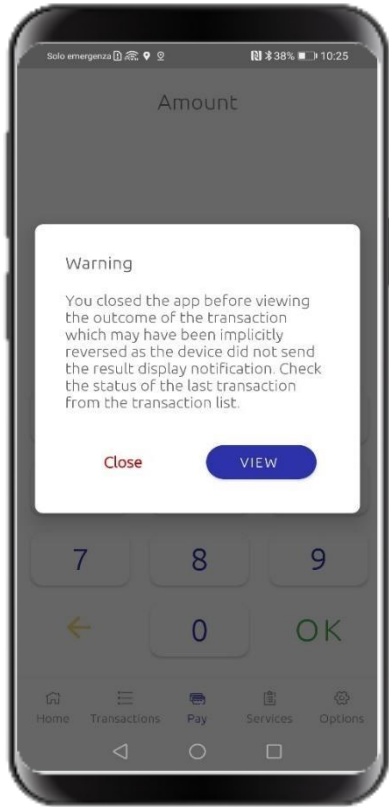 Solo emergenza 38% 10:25
Amount
Warning
You closed the app before viewing
the outcome of the transaction
which may have been implicitly
reversed as the device did not send
the result display notification. Check
the status of the last transaction
from the transaction list.
Close VIEW
7 8 9
0 OK
Home Transactions Pay Services Options